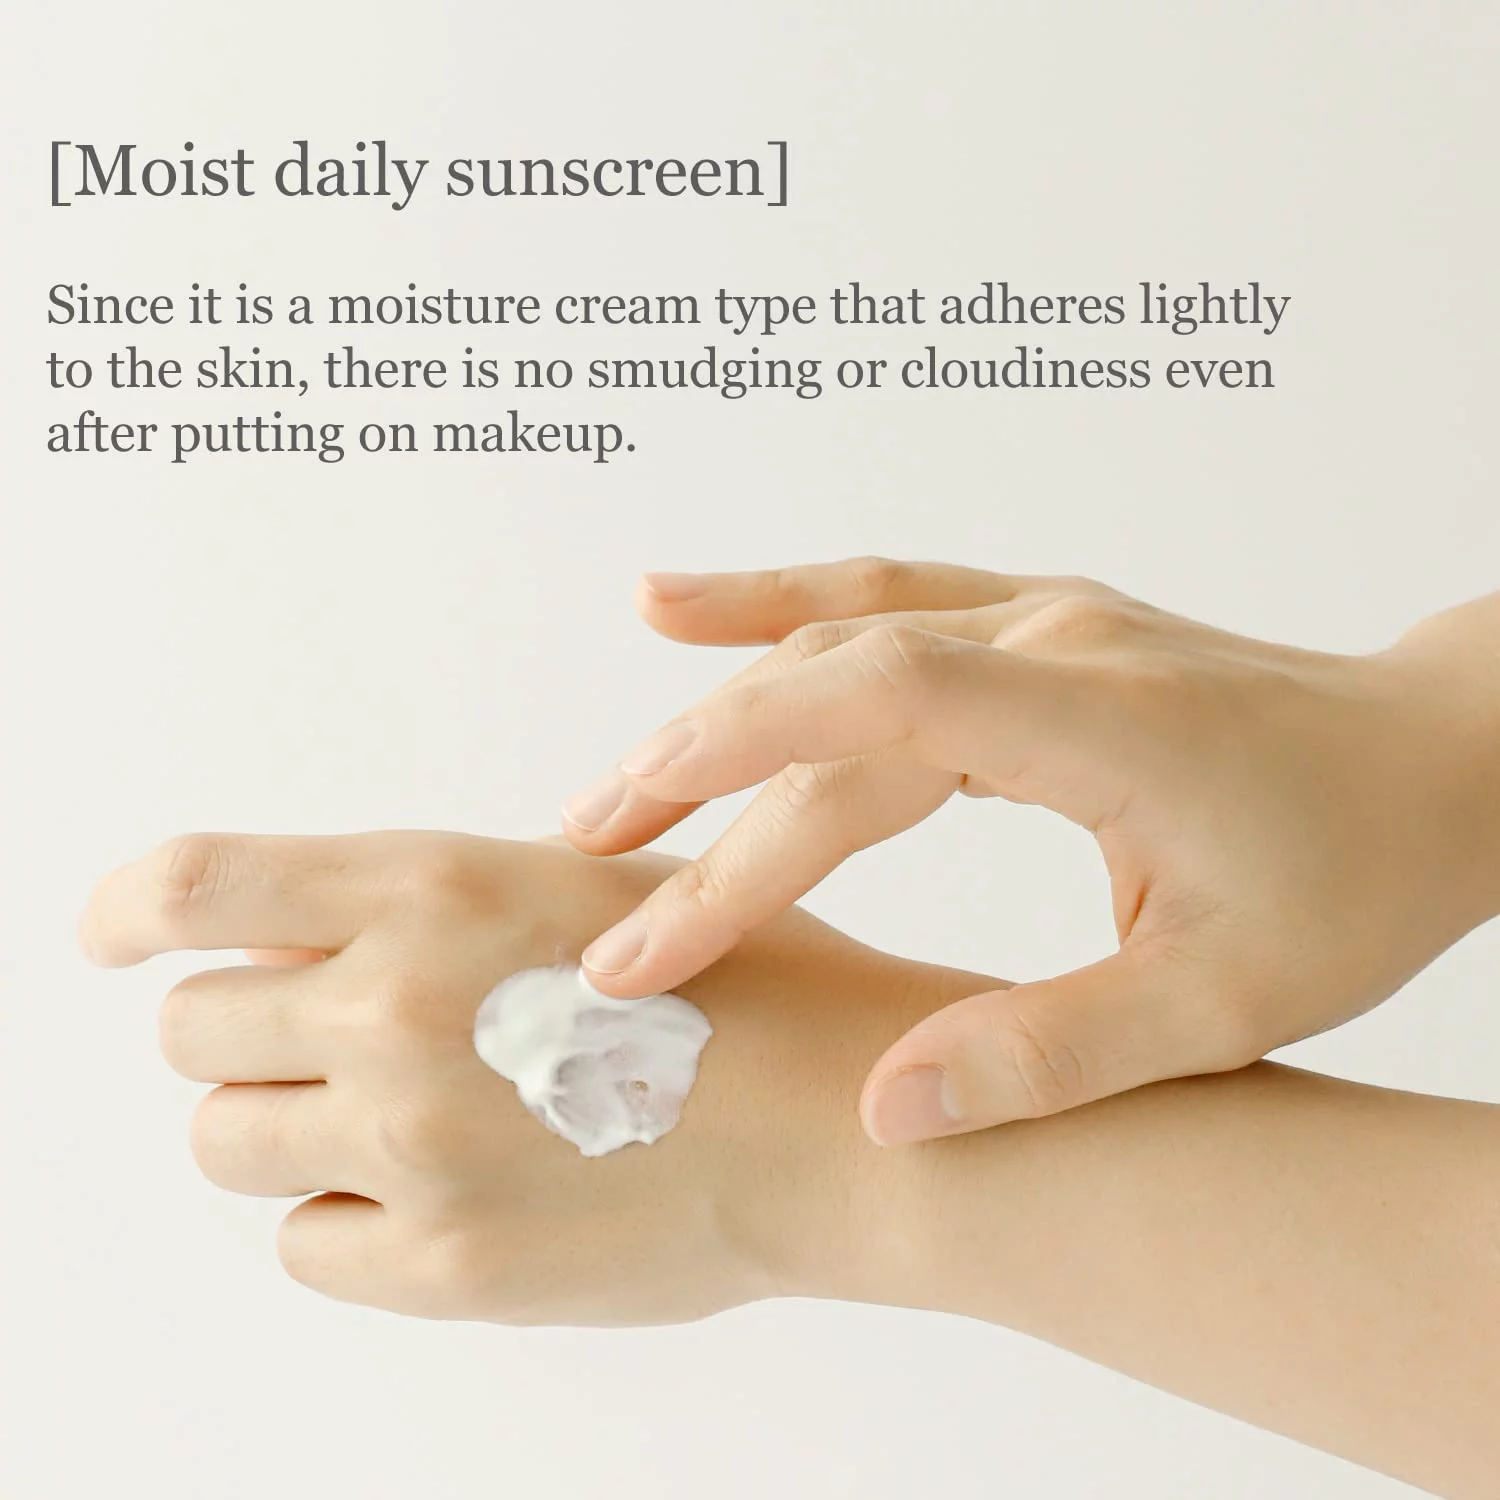 [Moist daily sunscreen]
Since it is a moisture cream type that adheres lightly
to the skin, there is no smudging or cloudiness even
after putting on makeup.